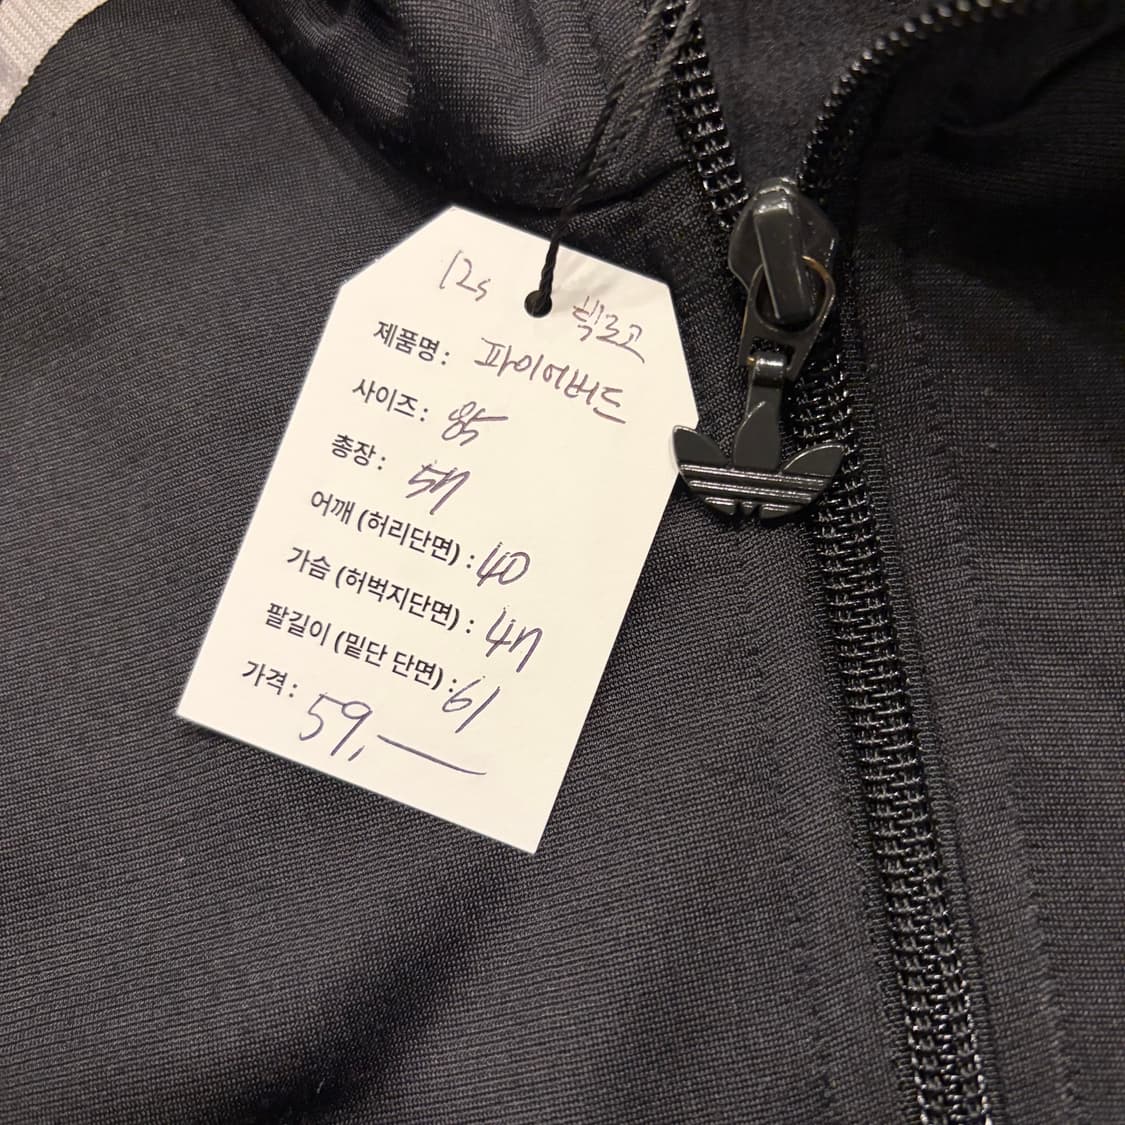 12s 빅로고
제품명: 파이어버드
사이즈: 85
총장: 57
어깨 (허리단면) : 40
가슴 (허벅지단면) : 47
팔길이 (밑단 단면) : 61
가격: 59,—